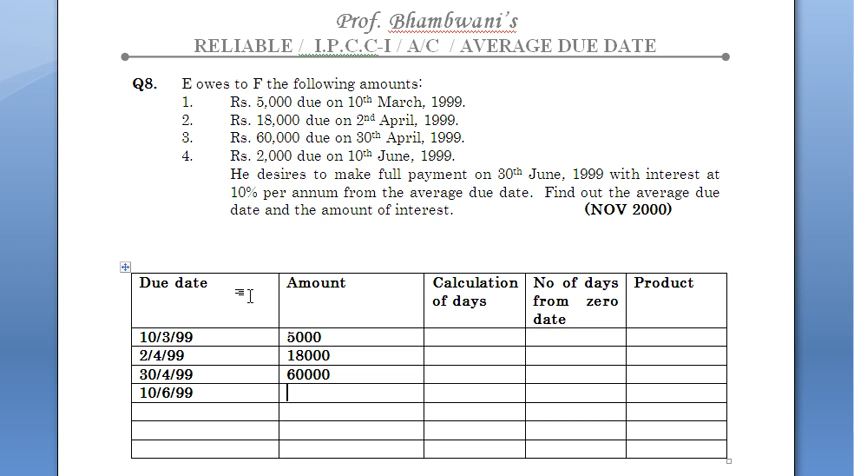 Prof. Bhambwani's
RELIABLE / I.P.C.C-I / A/C / AVERAGE DUE DATE
Q8. E owes to F the following amounts:
1. Rs. 5,000 due on 10th March, 1999.
2. Rs. 18,000 due on 2nd April, 1999.
3. Rs. 60,000 due on 30th April, 1999.
4. Rs. 2,000 due on 10th June, 1999.
He desires to make full payment on 30th June, 1999 with interest at
10% per annum from the average due date. Find out the average due
date and the amount of interest. (NOV 2000)
Due date Amount Calculation of days No of days from zero date Product
10/3/99 5000
2/4/99 18000
30/4/99 60000
10/6/99